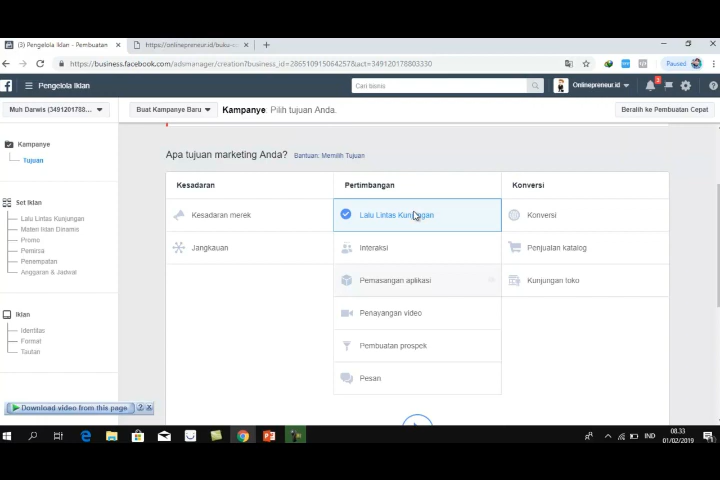 (3) Pengelola Iklan - Pembuatan
https://onlinepreneur.id/buku-
https://business.facebook.com/adsmanager/creation?business_id=286510915064257&act=349120178803330
Paused
Pengelola Iklan
Cari bisnis
Onlinepreneur.id
Muh Darwis (3491201788...
Buat Kampanye Baru
Kampanye: Pilih tujuan Anda.
Beralih ke Pembuatan Cepat
Kampanye
Tujuan
Set Iklan
Lalu Lintas Kunjungan
Materi Iklan Dinamis
Promo
Pemirsa
Penempatan
Anggaran & Jadwal
Iklan
Identitas
Format
Tautan
Apa tujuan marketing Anda?
Bantuan: Memilih Tujuan
Kesadaran
Pertimbangan
Konversi
Kesadaran merek
Lalu Lintas Kunjungan
Konversi
Jangkauan
Interaksi
Penjualan katalog
Pemasangan aplikasi
Kunjungan toko
Penayangan video
Pembuatan prospek
Pesan
Download video from this page
?
X
IND
08.33
01/02/2019